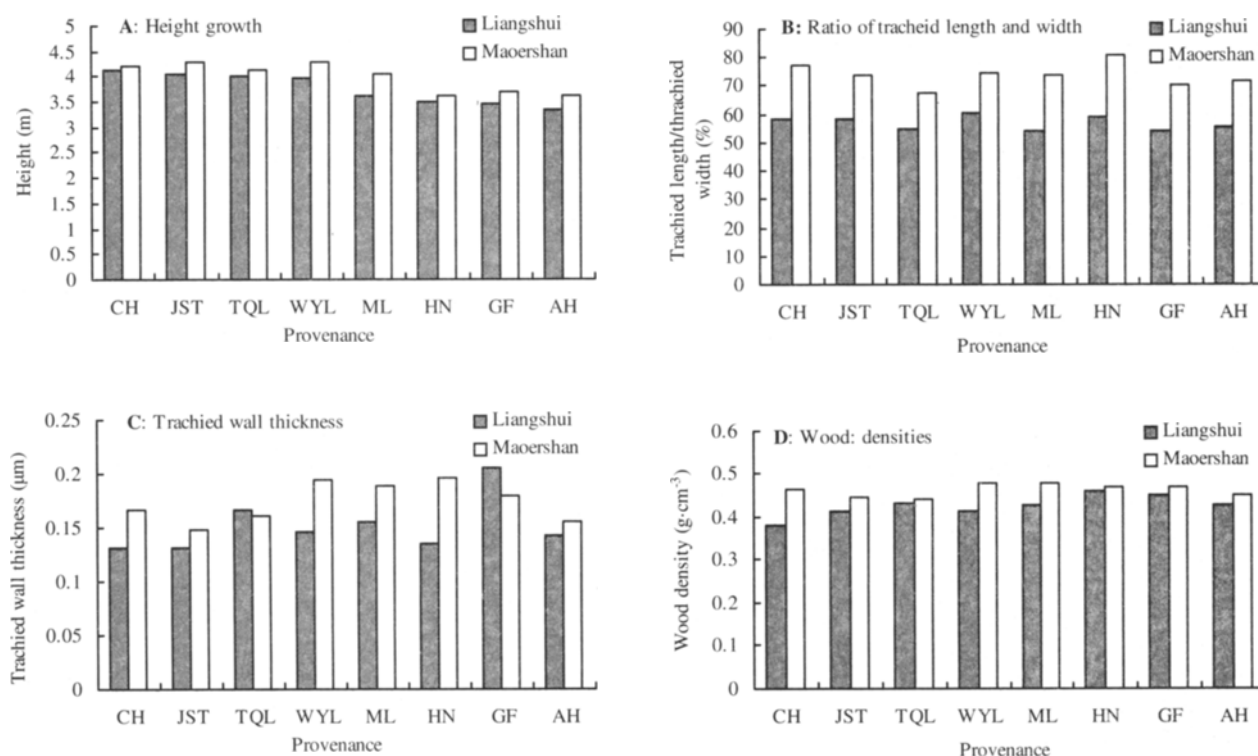 A: Height growth
Liangshui
Maoershan
Height (m)
5
4.5
4
3.5
3
2.5
2
1.5
1
0.5
0
CH JST TQL WYL ML HN GF AH
Provenance
B: Ratio of tracheid length and width
Liangshui
Maoershan
Trachied length/thrachied
width (%)
90
80
70
60
50
40
30
20
10
0
CH JST TQL WYL ML HN GF AH
Provenance
C: Trachied wall thickness
Liangshui
Maoershan
Trachied wall thickness (μm)
0.25
0.2
0.15
0.1
0.05
0
CH JST TQL WYL ML HN GF AH
Provenance
D: Wood: densities
Liangshui
Maoershan
Wood density (g·cm⁻³)
0.6
0.5
0.4
0.3
0.2
0.1
0
CH JST TQL WYL ML HN GF AH
Provenance